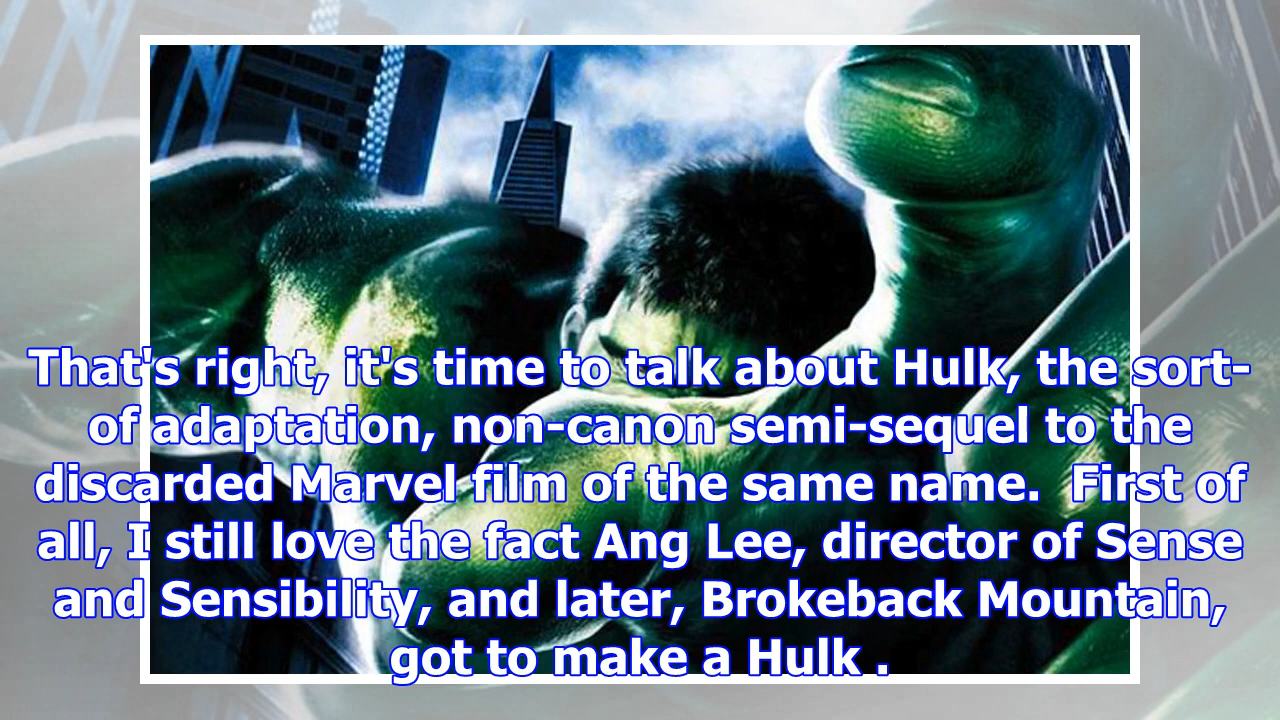 That's right, it's time to talk about Hulk, the sort-
of adaptation, non-canon semi-sequel to the
discarded Marvel film of the same name.  First of
all, I still love the fact Ang Lee, director of Sense
and Sensibility, and later, Brokeback Mountain,
got to make a Hulk .